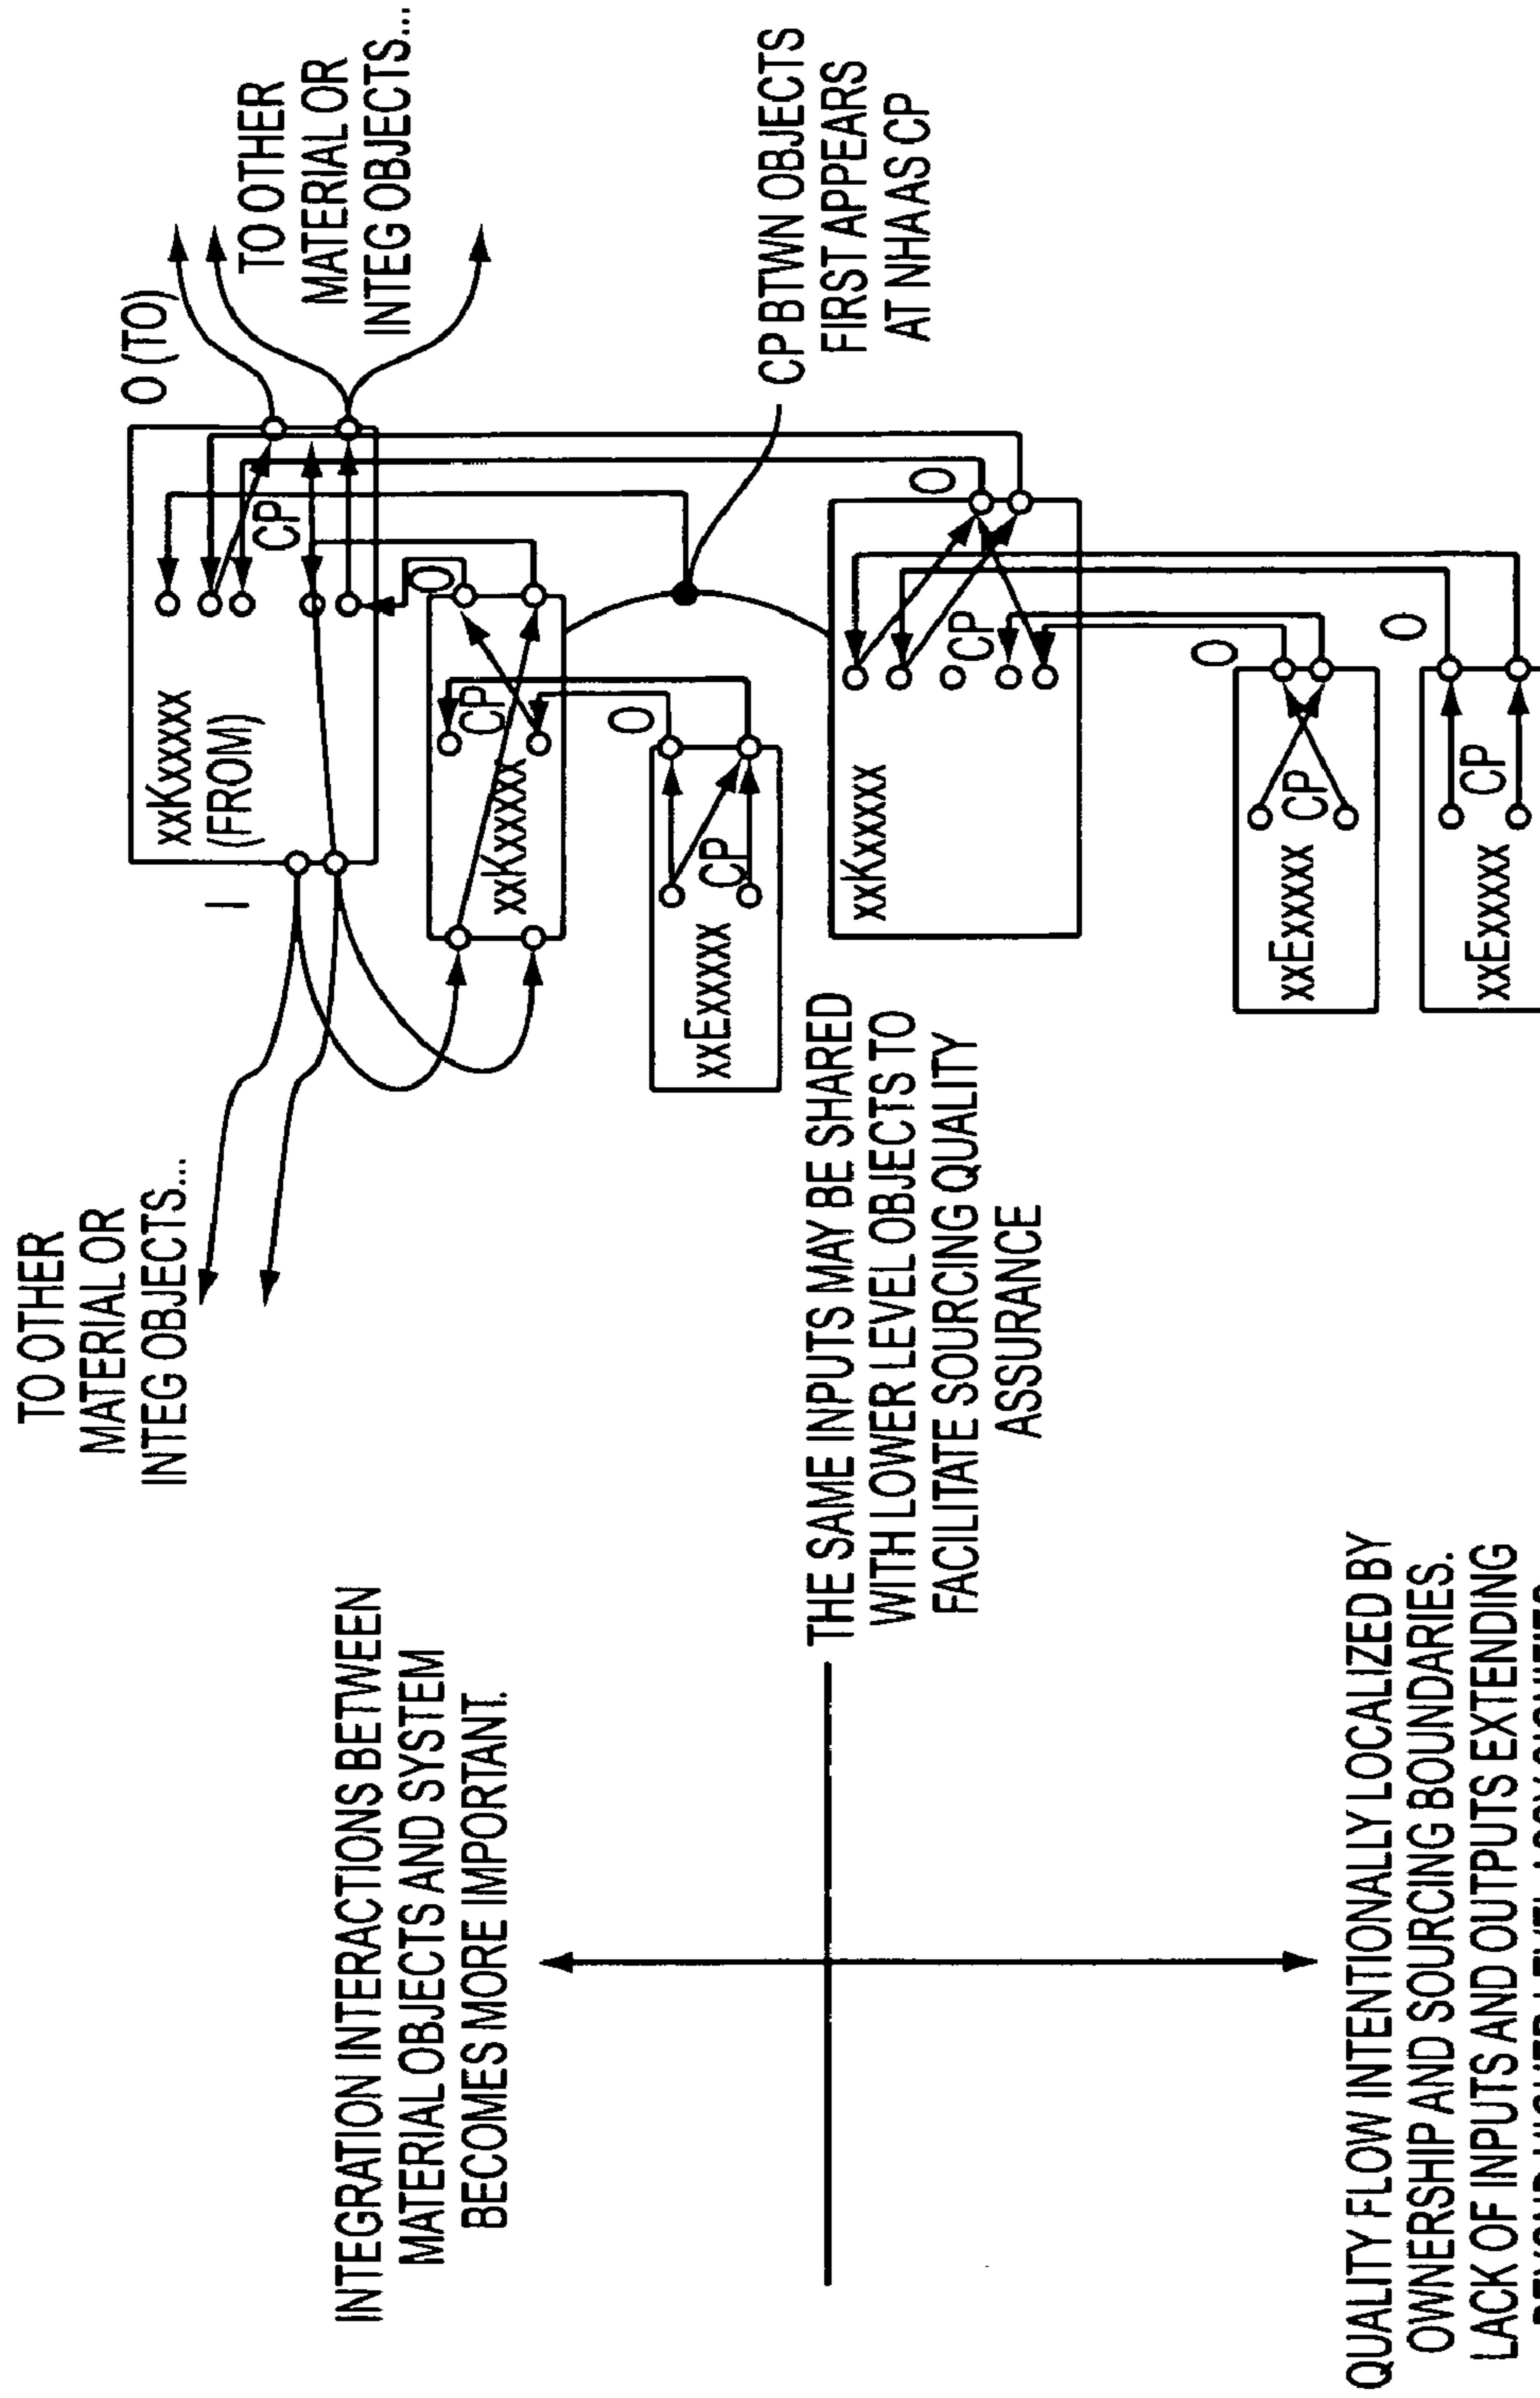 TO OTHER
MATERIAL OR
INTEG OBJECTS...
I
xxKxxxxx
(FROM)
CP
O (TO)
TO OTHER
MATERIAL OR
INTEG OBJECTS...
INTEGRATION INTERACTIONS BETWEEN
MATERIAL OBJECTS AND SYSTEM
BECOMES MORE IMPORTANT.
xxKxxxxx
CP
O
xxExxxxx
CP
O
CP BTWN OBJECTS
FIRST APPEARS
AT NHA AS CP
THE SAME INPUTS MAY BE SHARED
WITH LOWER LEVEL OBJECTS TO
FACILITATE SOURCING QUALITY
ASSURANCE
xxKxxxxx
CP
O
xxExxxxx
CP
O
xxExxxxx
CP
O
QUALITY FLOW INTENTIONALLY LOCALIZED BY
OWNERSHIP AND SOURCING BOUNDARIES.
LACK OF INPUTS AND OUTPUTS EXTENDING